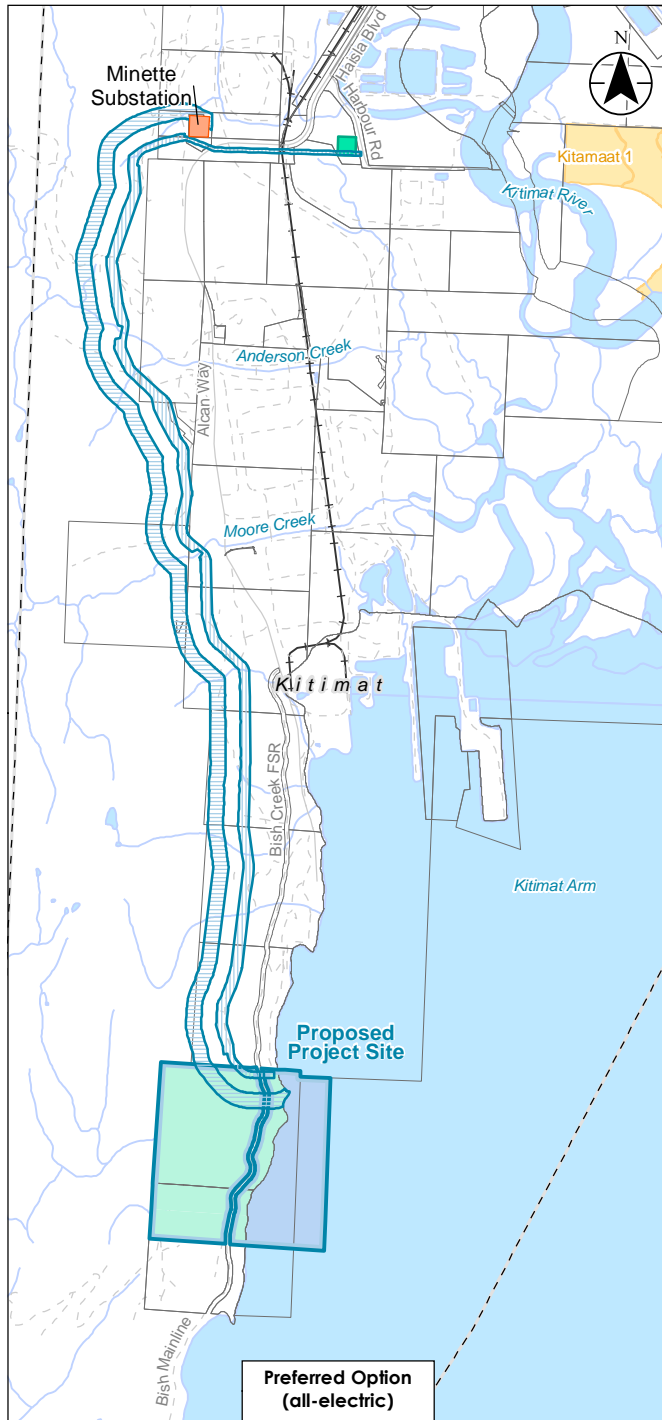 N
Minette
Substation
Haisla Blvd
Harbour Rd
Kitamaat 1
Kitimat River
Anderson Creek
Alcan Way
Moore Creek
Kitimat
Bish Creek FSR
Kitimat Arm
Proposed
Project Site
Bish Mainline
Preferred Option
(all-electric)